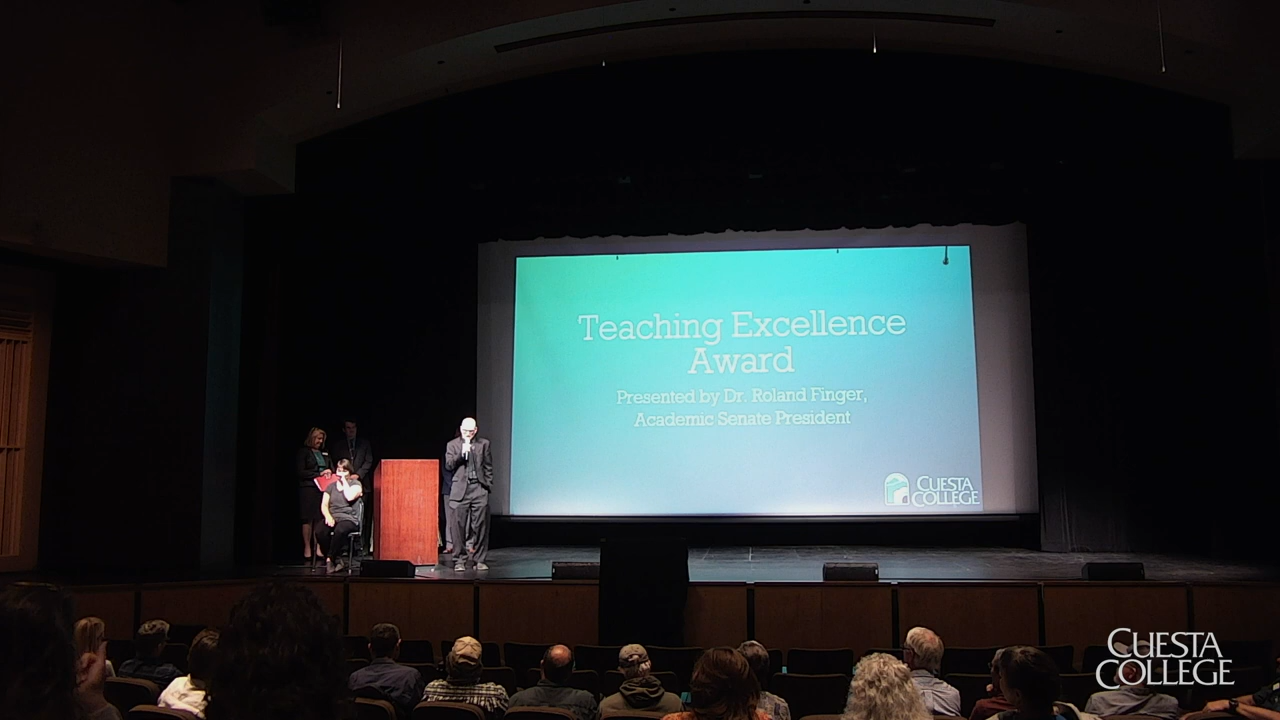 Teaching Excellence
Award
Presented by Dr. Roland Finger,
Academic Senate President
CUESTA
COLLEGE
CUESTA
COLLEGE